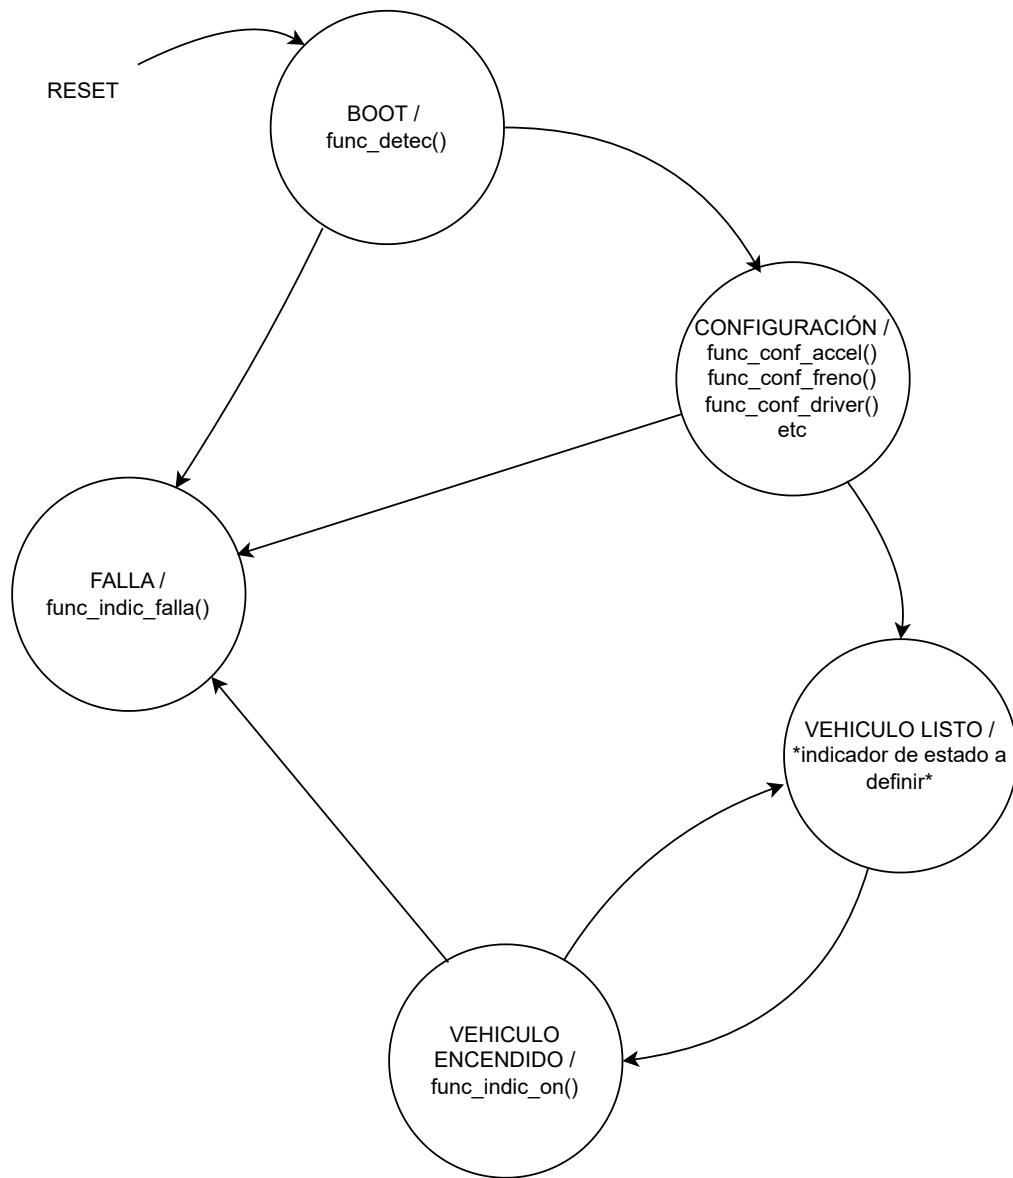 RESET
BOOT /
func_detec()
CONFIGURACIÓN /
func_conf_accel()
func_conf_freno()
func_conf_driver()
etc
FALLA /
func_indic_falla()
VEHICULO LISTO /
*indicador de estado a
definir*
VEHICULO
ENCENDIDO /
func_indic_on()